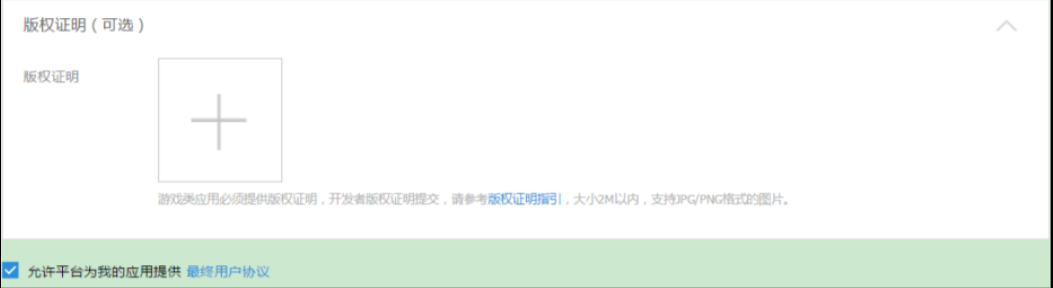 版权证明（可选）
版权证明
游戏类应用必须提供版权证明，开发者版权证明提交，请参考版权证明指引，大小2M以内，支持JPG/PNG格式的图片。
允许平台为我的应用提供 最终用户协议